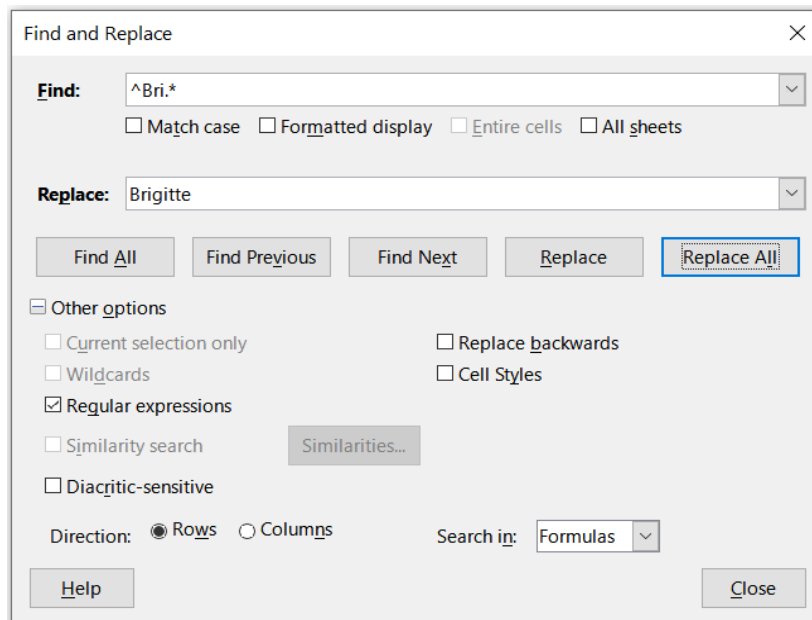 Find and Replace
Find: ^Bri.*
Match case Formatted display Entire cells All sheets
Replace: Brigitte
Find All Find Previous Find Next Replace Replace All
Other options
Current selection only Replace backwards
Wildcards Cell Styles
Regular expressions
Similarity search Similarities...
Diacritic-sensitive
Direction: Rows Columns Search in: Formulas
Help Close